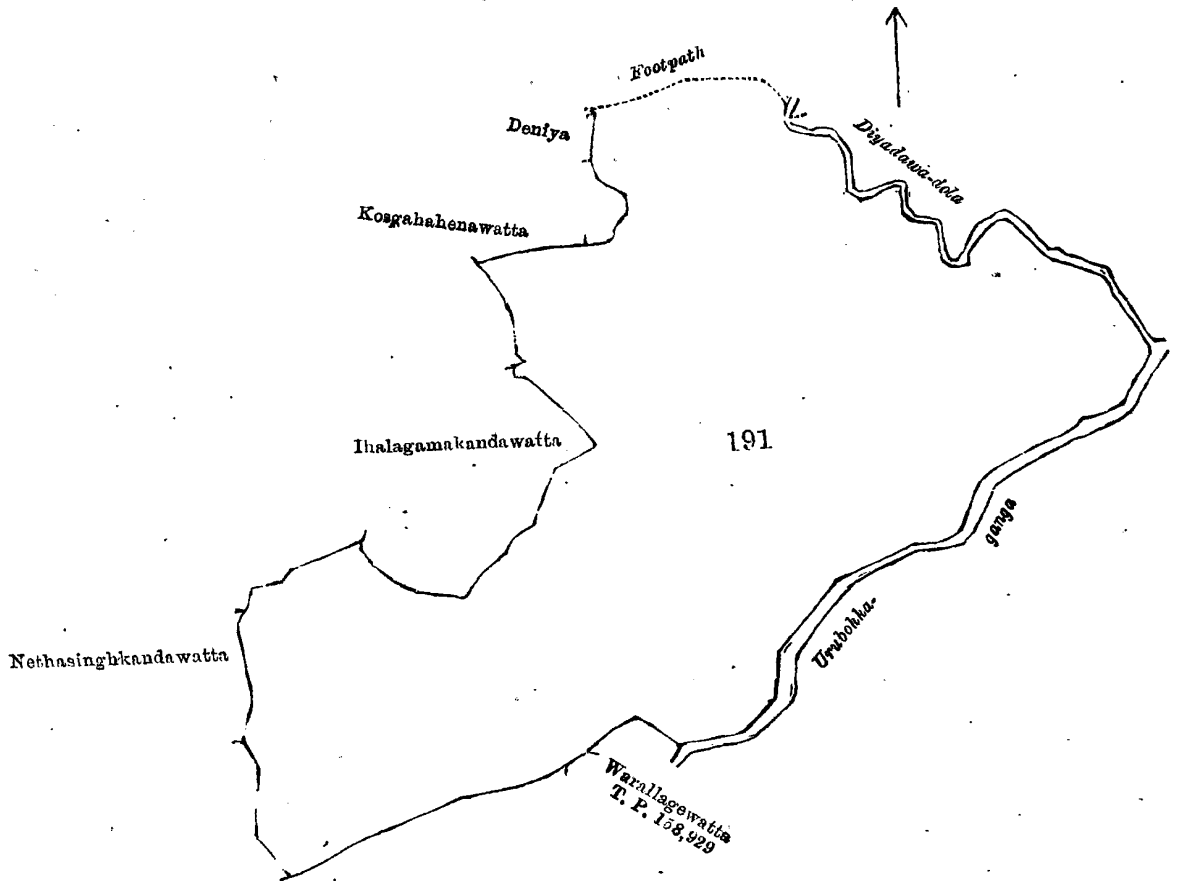 Footpath
Deniya
Diyadawa-dola
Kosgahahenawatta
Ihalagamakandawatta
191
ganga
Urubokka-
Nethasinghkandawatta
Warallagewatta
T. P. 158,929